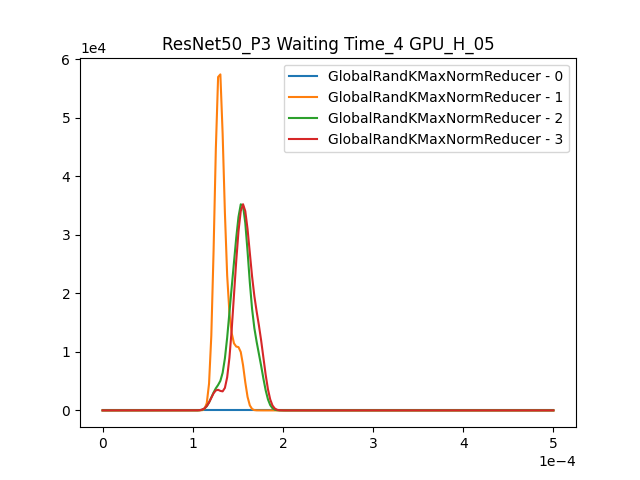 ResNet50_P3 Waiting Time_4 GPU_H_05
1e4
GlobalRandKMaxNormReducer - 0
GlobalRandKMaxNormReducer - 1
GlobalRandKMaxNormReducer - 2
GlobalRandKMaxNormReducer - 3
6
5
4
3
2
1
0
0 1 2 3 4 5
1e−4